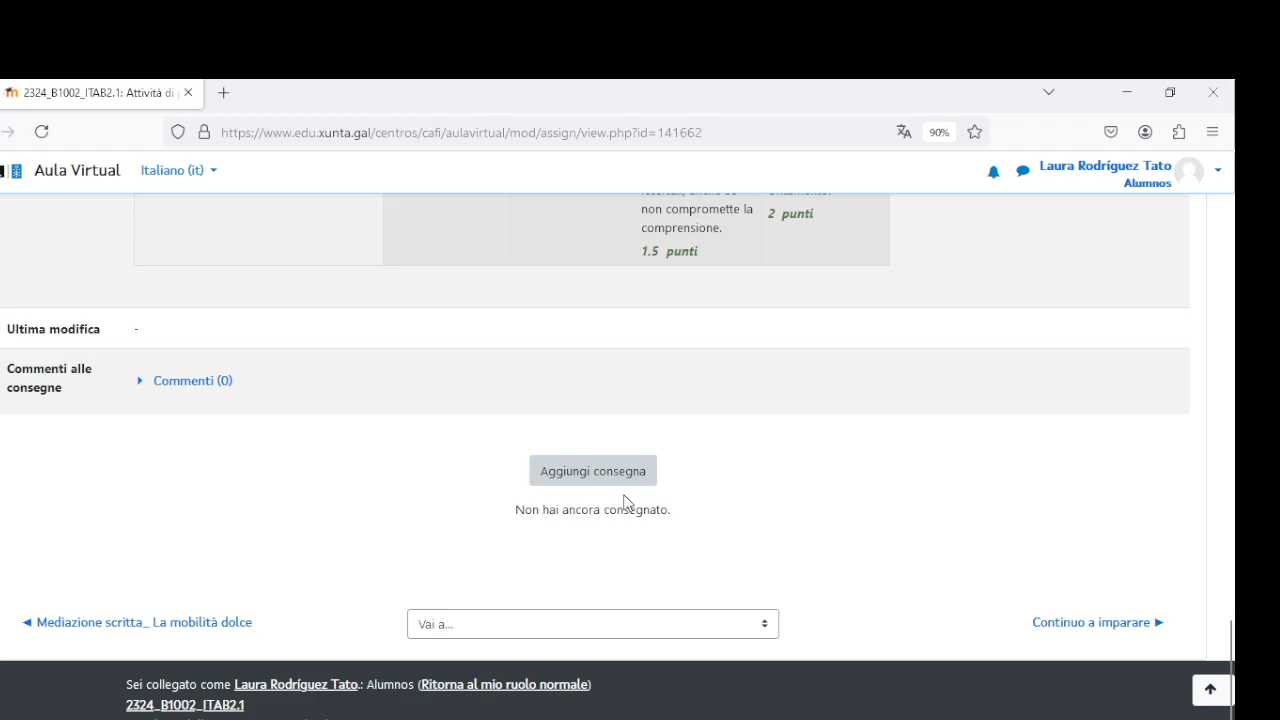 2324_B1002_ITAB2.1: Attività di
https://www.edu.xunta.gal/centros/cafi/aulavirtual/mod/assign/view.php?id=141662
90%
Aula Virtual
Italiano (it)
Laura Rodríguez Tato
Alumnos
non compromette la
comprensione.
1.5 punti
2 punti
Ultima modifica
-
Commenti alle
consegne
Commenti (0)
Aggiungi consegna
Non hai ancora consegnato.
◄ Mediazione scritta_ La mobilità dolce
Vai a...
Continuo a imparare ►
Sei collegato come Laura Rodríguez Tato.: Alumnos (Ritorna al mio ruolo normale)
2324_B1002_ITAB2.1